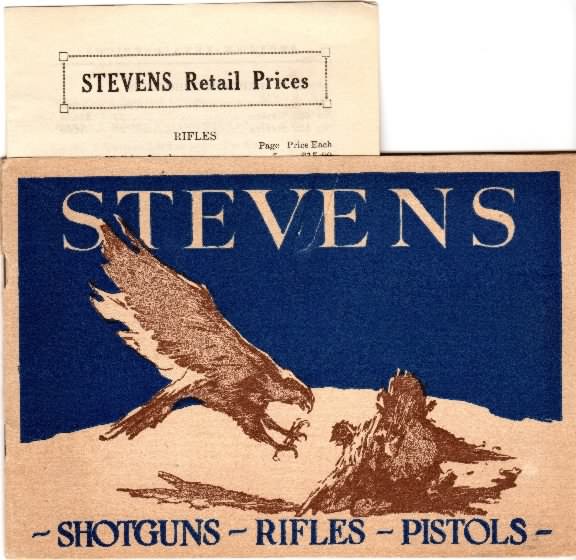 STEVENS Retail Prices
RIFLES
Page Price Each
STEVENS
~ SHOTGUNS ~ RIFLES ~ PISTOLS ~